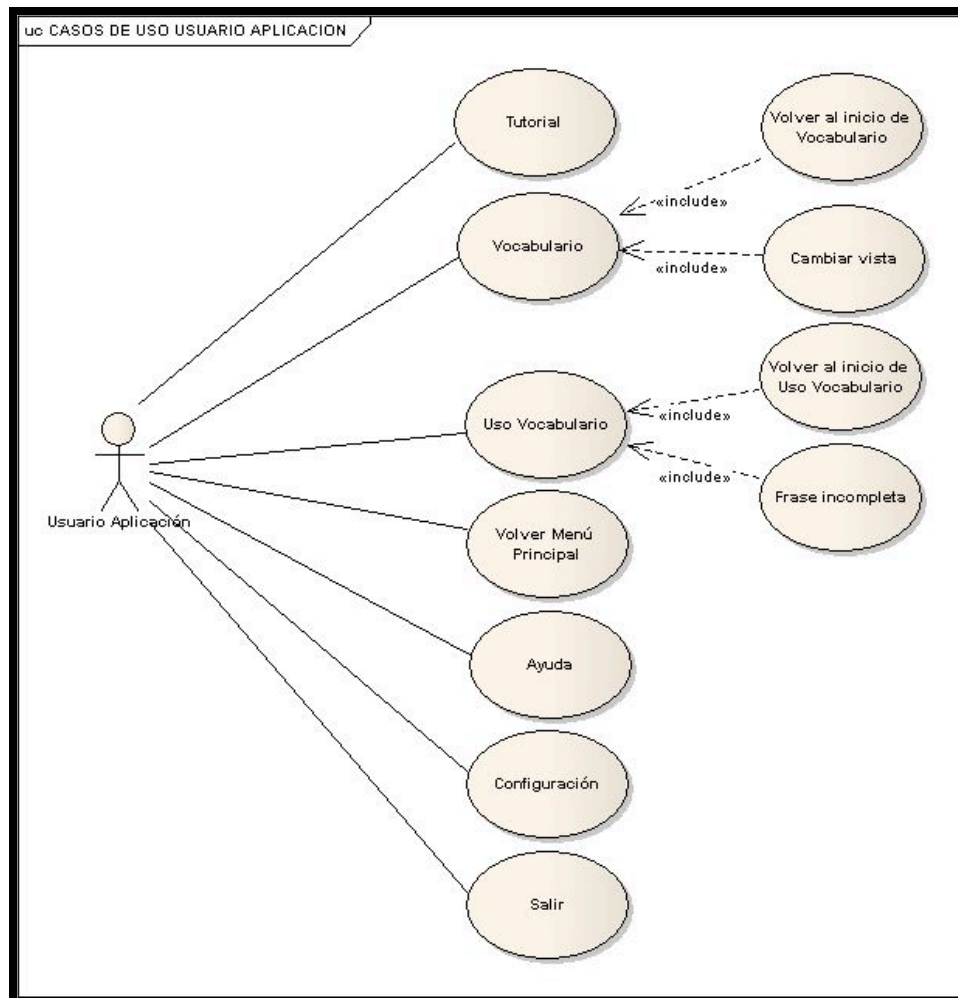 uc CASOS DE USO USUARIO APLICACION
Tutorial
Volver al inicio de
Vocabulario
«include»
Vocabulario
«include»
Cambiar vista
Volver al inicio de
Uso Vocabulario
«include»
Uso Vocabulario
«include»
Frase incompleta
Usuario Aplicación
Volver Menú
Principal
Ayuda
Configuración
Salir